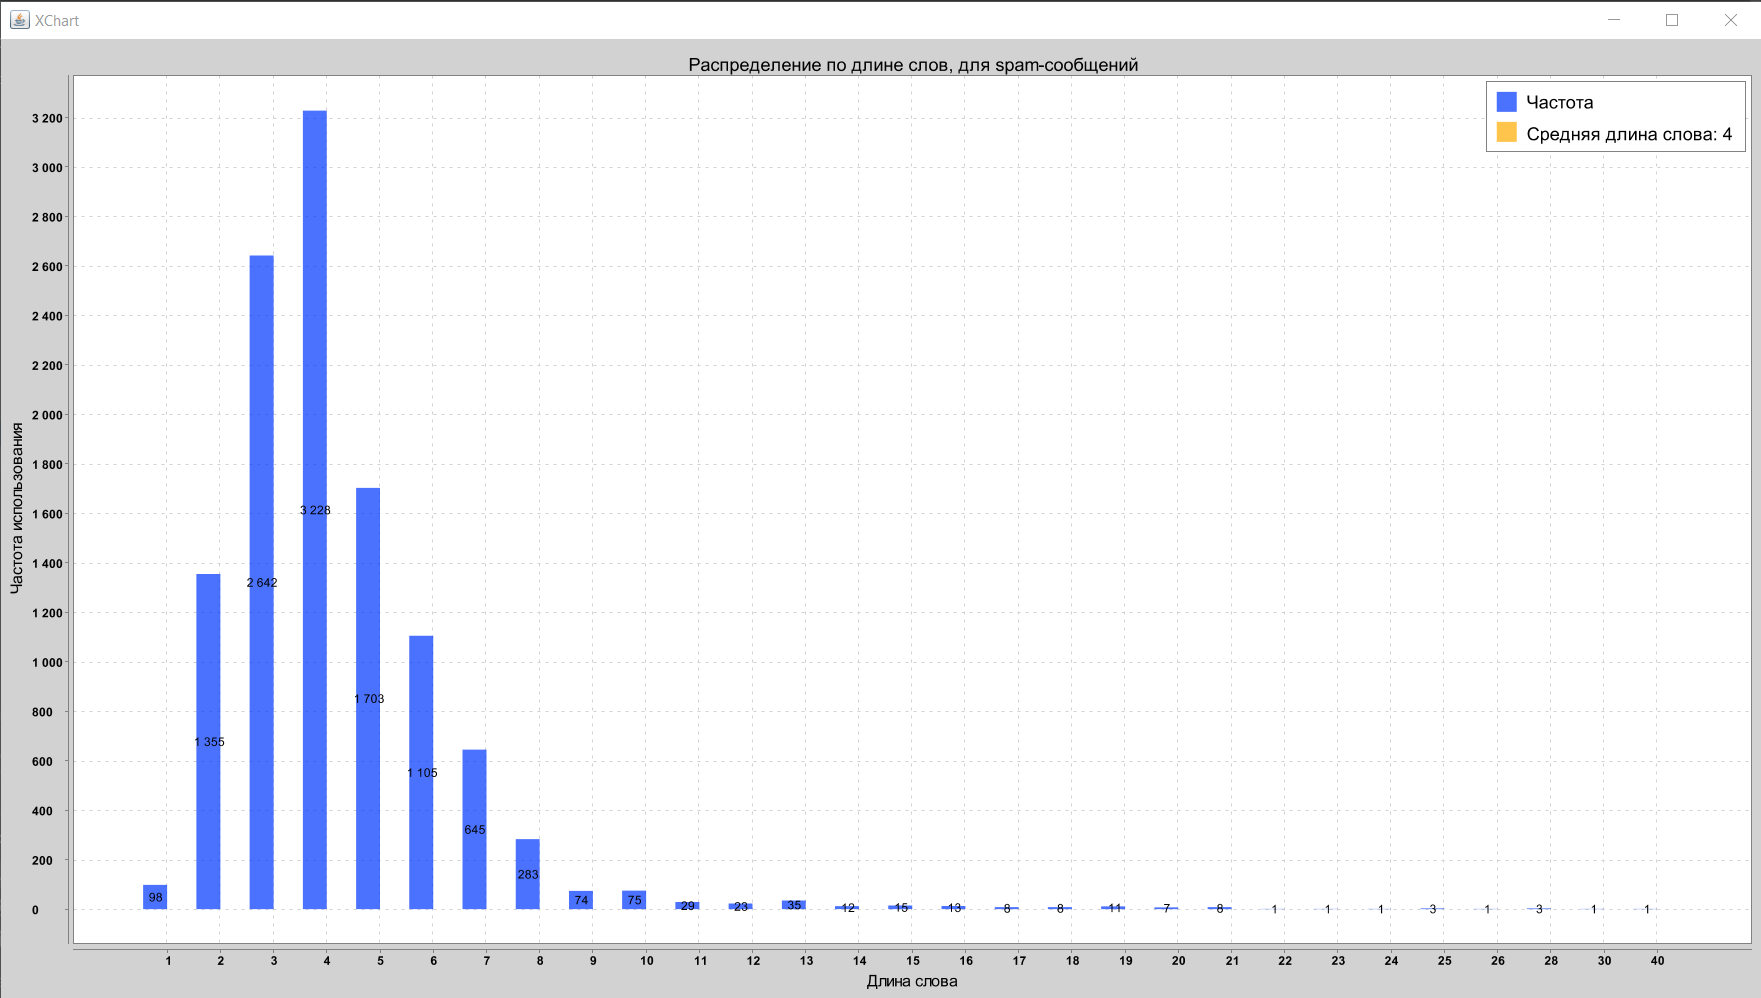 XChart
Распределение по длине слов, для spam-сообщений
Частота
Средняя длина слова: 4
Частота использования
3 200
3 000
2 800
2 600
2 400
2 200
2 000
1 800
1 600
1 400
1 200
1 000
800
600
400
200
0
98 1 355 2 642 3 228 1 703 1 105 645 283 74 75 29 23 35 12 15 13 8 8 11 7 8 1 1 1 3 1 3 1 1
1 2 3 4 5 6 7 8 9 10 11 12 13 14 15 16 17 18 19 20 21 22 23 24 25 26 28 30 40
Длина слова